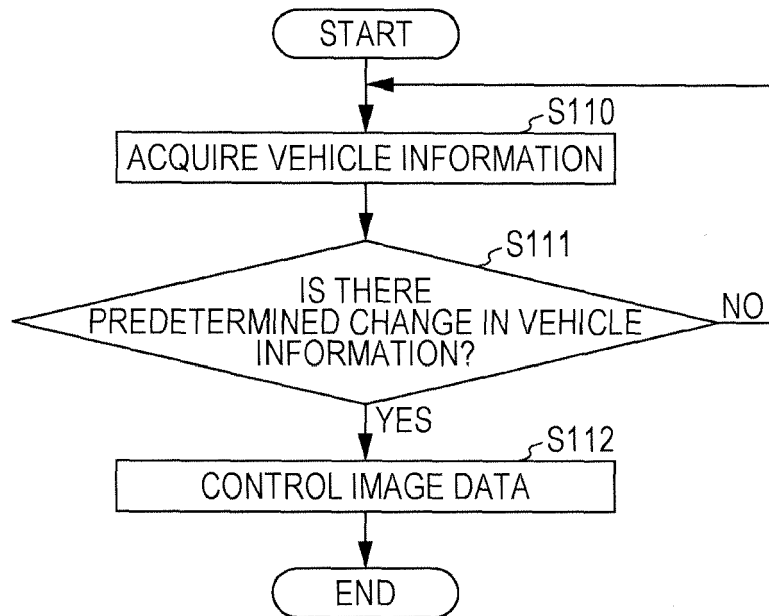 START
S110
ACQUIRE VEHICLE INFORMATION
S111
IS THERE
PREDETERMINED CHANGE IN VEHICLE
INFORMATION?
NO
YES
S112
CONTROL IMAGE DATA
END